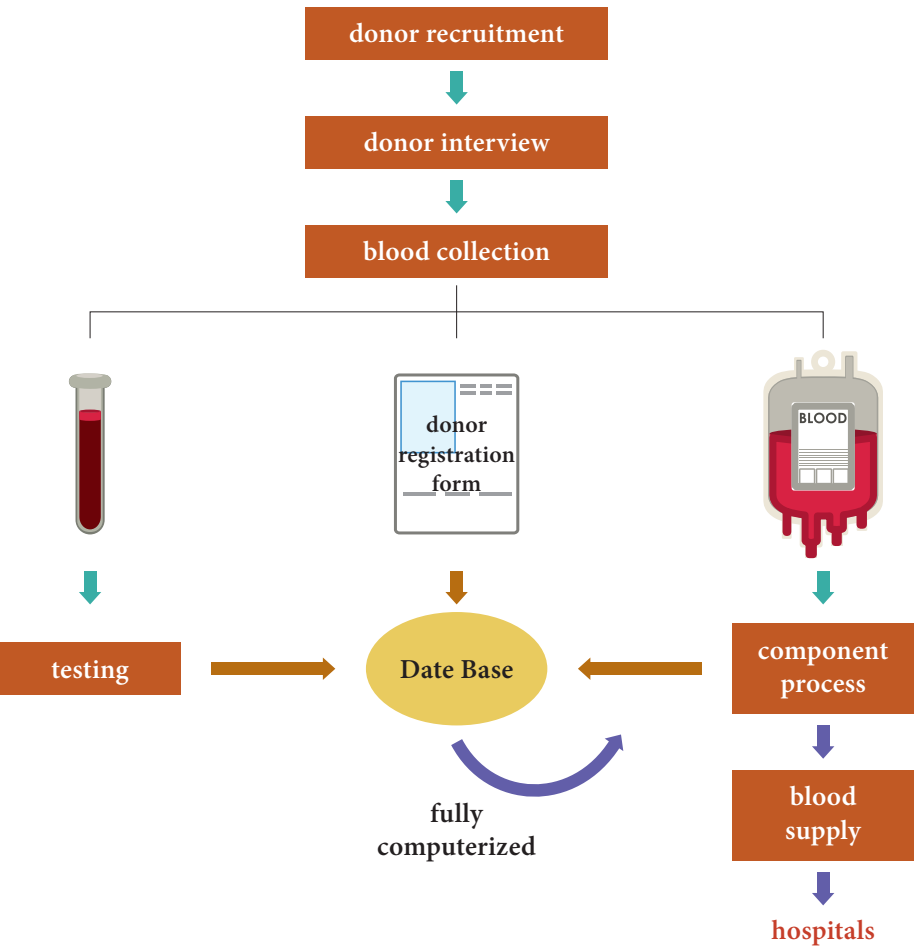 donor recruitment
donor interview
blood collection
donor
registration
form
BLOOD
testing
Date Base
component
process
fully
computerized
blood
supply
hospitals